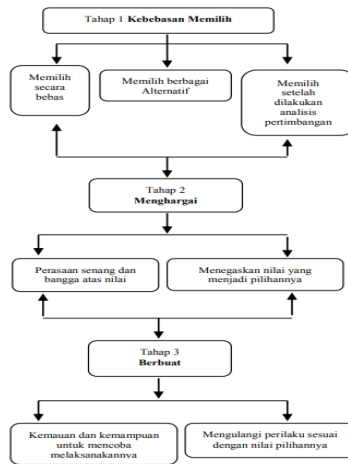 Tahap 1 Kebebasan Memilih
Memilih
secara
bebas
Memilih berbagai
Alternatif
Memilih
setelah
dilakukan
analisis
pertimbangan
Tahap 2
Menghargai
Perasaan senang dan
bangga atas nilai
Menegaskan nilai yang
menjadi pilihannya
Tahap 3
Berbuat
Kemauan dan kemampuan
untuk mencoba
melaksanakannya
Mengulangi perilaku sesuai
dengan nilai pilihannya